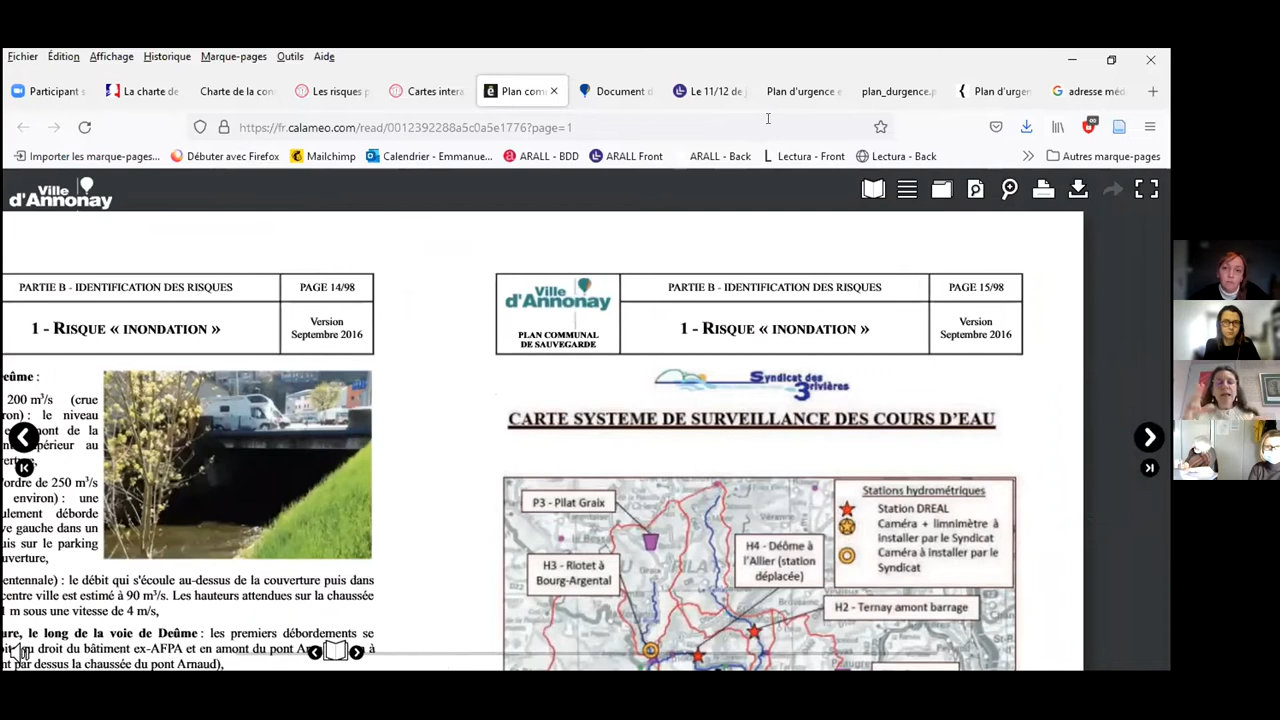 Fichier Édition Affichage Historique Marque-pages Outils Aide
Participant La charte de Charte de la con Les risques p Cartes intera Plan com Document d Le 11/12 de j Plan d'urgence e plan_durgence.p Plan d'urgen adresse méd
https://fr.calameo.com/read/0012392288a5c0a5e1776?page=1
Importer les marque-pages... Débuter avec Firefox Mailchimp Calendrier - Emmanue... ARALL - BDD ARALL Front ARALL - Back Lectura - Front Lectura - Back Autres marque-pages
Ville
d'Annonay
PARTIE B - IDENTIFICATION DES RISQUES PAGE 14/98
1 - RISQUE « INONDATION »
Version
Septembre 2016
eûme :
200 m³/s (crue
ron) : le niveau
ont de la
périeur au
'ordre de 250 m³/s
environ) : une
ulement déborde
ve gauche dans un
uis sur le parking
uverture,
entennale) : le débit qui s'écoule au-dessus de la couverture puis dans
centre ville est estimé à 90 m³/s. Les hauteurs attendues sur la chaussée
1 m sous une vitesse de 4 m/s,
ure, le long de la voie de Deûme : les premiers débordements se
u droit du bâtiment ex-AFPA et en amont du pont Ar à
nt par dessus la chaussée du pont Arnaud),
Ville
d'Annonay
PLAN COMMUNAL
DE SAUVEGARDE
PARTIE B - IDENTIFICATION DES RISQUES PAGE 15/98
1 - RISQUE « INONDATION »
Version
Septembre 2016
Syndicat des
3 rivières
CARTE SYSTEME DE SURVEILLANCE DES COURS D'EAU
P3 - Pilat Graix
H3 - Riotet à
Bourg-Argental
H4 - Déôme à
l'Allier (station
déplacée)
H2 - Ternay amont barrage
Stations hydrométriques
Station DREAL
Caméra + limnimètre à
installer par le Syndicat
Caméra à installer par le
Syndicat